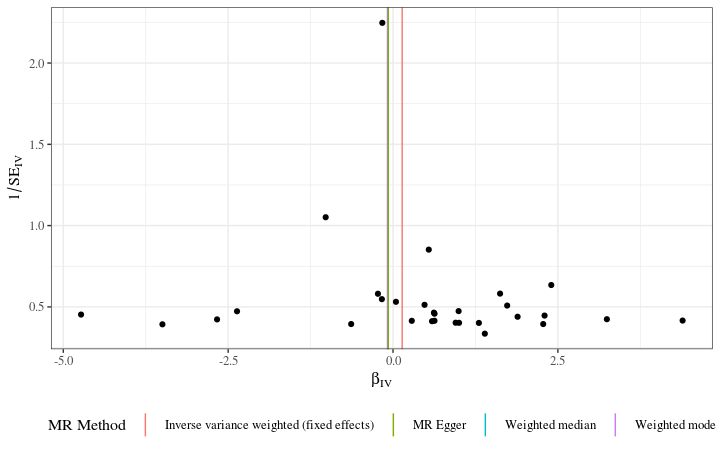 2.0
1.5
1.0
0.5
1/SE_IV
-5.0 -2.5 0.0 2.5
β_IV
MR Method Inverse variance weighted (fixed effects) MR Egger Weighted median Weighted mode